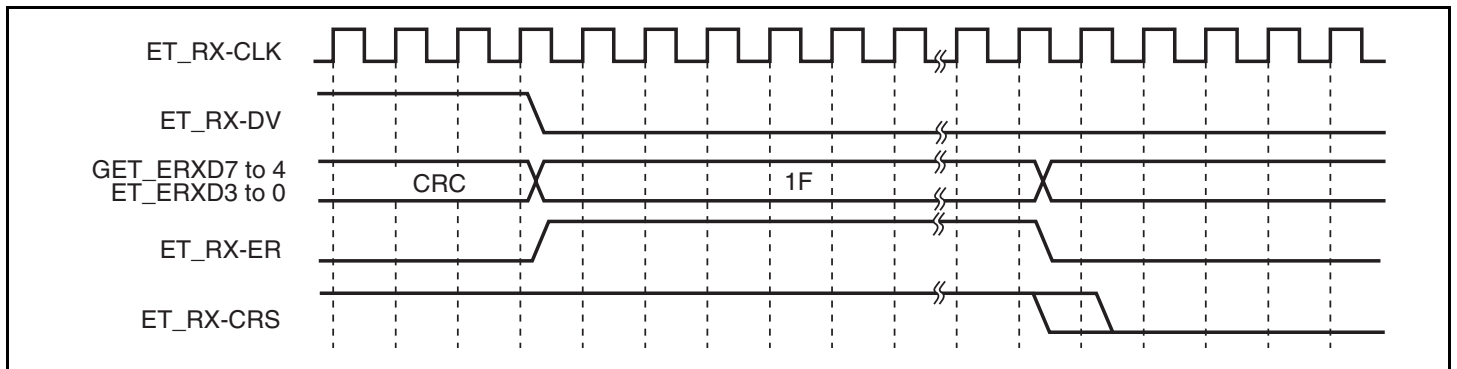 ET_RX-CLK
ET_RX-DV
GET_ERXD7 to 4
ET_ERXD3 to 0
CRC
1F
ET_RX-ER
ET_RX-CRS